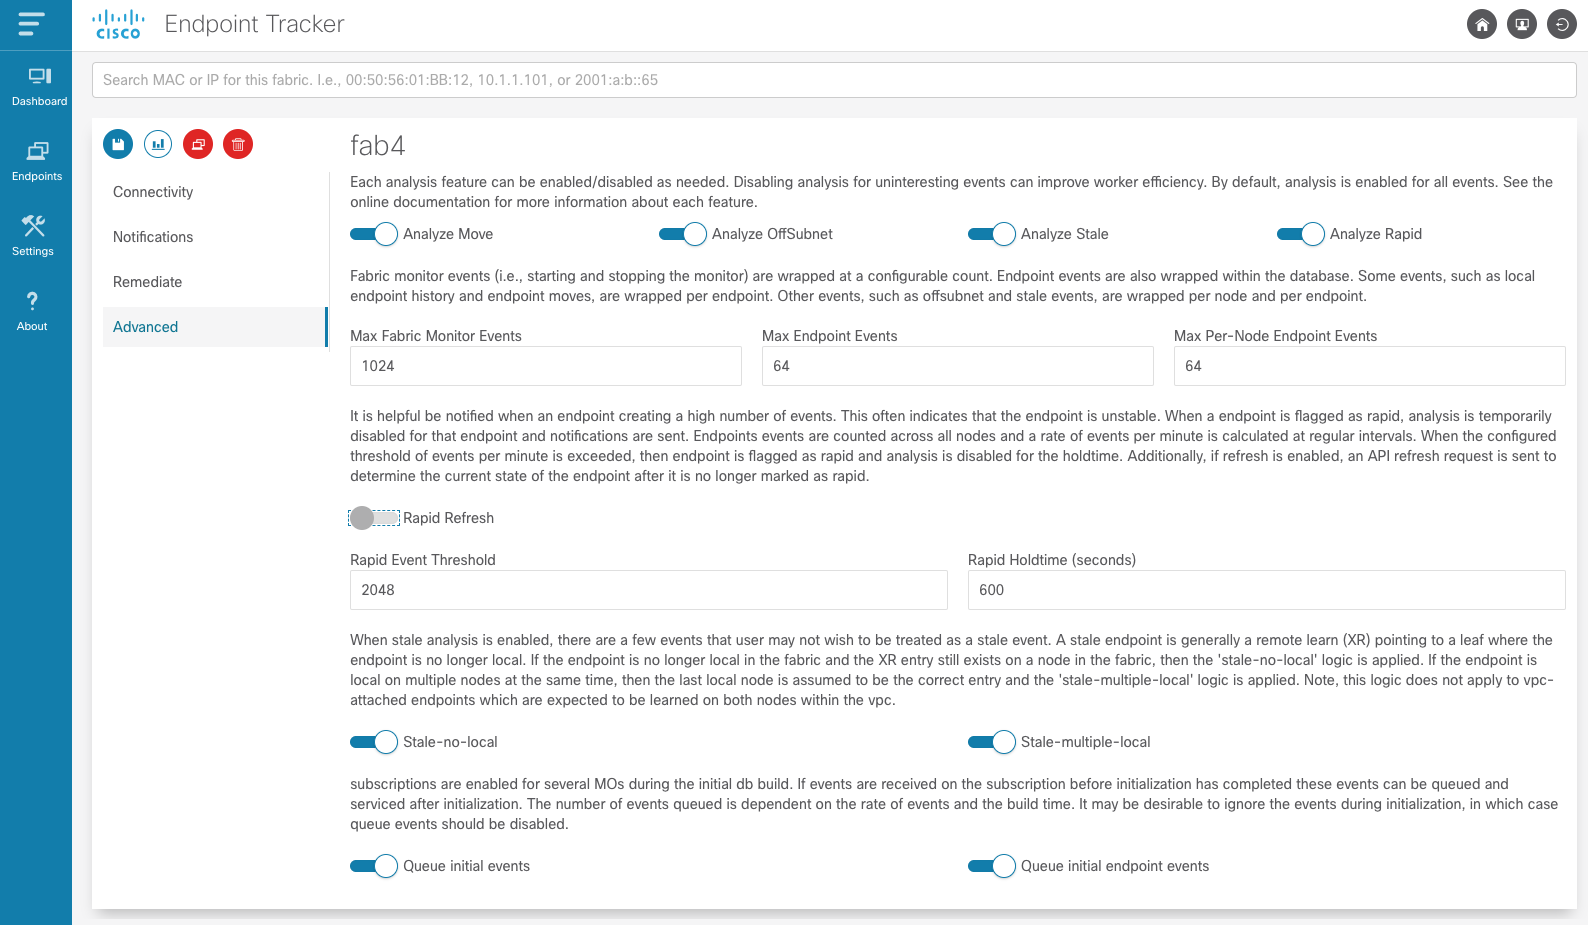 CISCO
Endpoint Tracker
Search MAC or IP for this fabric. I.e., 00:50:56:01:BB:12, 10.1.1.101, or 2001:a:b::65
Dashboard
Endpoints
Settings
?
About
Connectivity
Notifications
Remediate
Advanced
fab4
Each analysis feature can be enabled/disabled as needed. Disabling analysis for uninteresting events can improve worker efficiency. By default, analysis is enabled for all events. See the
online documentation for more information about each feature.
Analyze Move
Analyze OffSubnet
Analyze Stale
Analyze Rapid
Fabric monitor events (i.e., starting and stopping the monitor) are wrapped at a configurable count. Endpoint events are also wrapped within the database. Some events, such as local
endpoint history and endpoint moves, are wrapped per endpoint. Other events, such as offsubnet and stale events, are wrapped per node and per endpoint.
Max Fabric Monitor Events
1024
Max Endpoint Events
64
Max Per-Node Endpoint Events
64
It is helpful be notified when an endpoint creating a high number of events. This often indicates that the endpoint is unstable. When a endpoint is flagged as rapid, analysis is temporarily
disabled for that endpoint and notifications are sent. Endpoints events are counted across all nodes and a rate of events per minute is calculated at regular intervals. When the configured
threshold of events per minute is exceeded, then endpoint is flagged as rapid and analysis is disabled for the holdtime. Additionally, if refresh is enabled, an API refresh request is sent to
determine the current state of the endpoint after it is no longer marked as rapid.
Rapid Refresh
Rapid Event Threshold
2048
Rapid Holdtime (seconds)
600
When stale analysis is enabled, there are a few events that user may not wish to be treated as a stale event. A stale endpoint is generally a remote learn (XR) pointing to a leaf where the
endpoint is no longer local. If the endpoint is no longer local in the fabric and the XR entry still exists on a node in the fabric, then the 'stale-no-local' logic is applied. If the endpoint is
local on multiple nodes at the same time, then the last local node is assumed to be the correct entry and the 'stale-multiple-local' logic is applied. Note, this logic does not apply to vpc-
attached endpoints which are expected to be learned on both nodes within the vpc.
Stale-no-local
Stale-multiple-local
subscriptions are enabled for several MOs during the initial db build. If events are received on the subscription before initialization has completed these events can be queued and
serviced after initialization. The number of events queued is dependent on the rate of events and the build time. It may be desirable to ignore the events during initialization, in which case
queue events should be disabled.
Queue initial events
Queue initial endpoint events